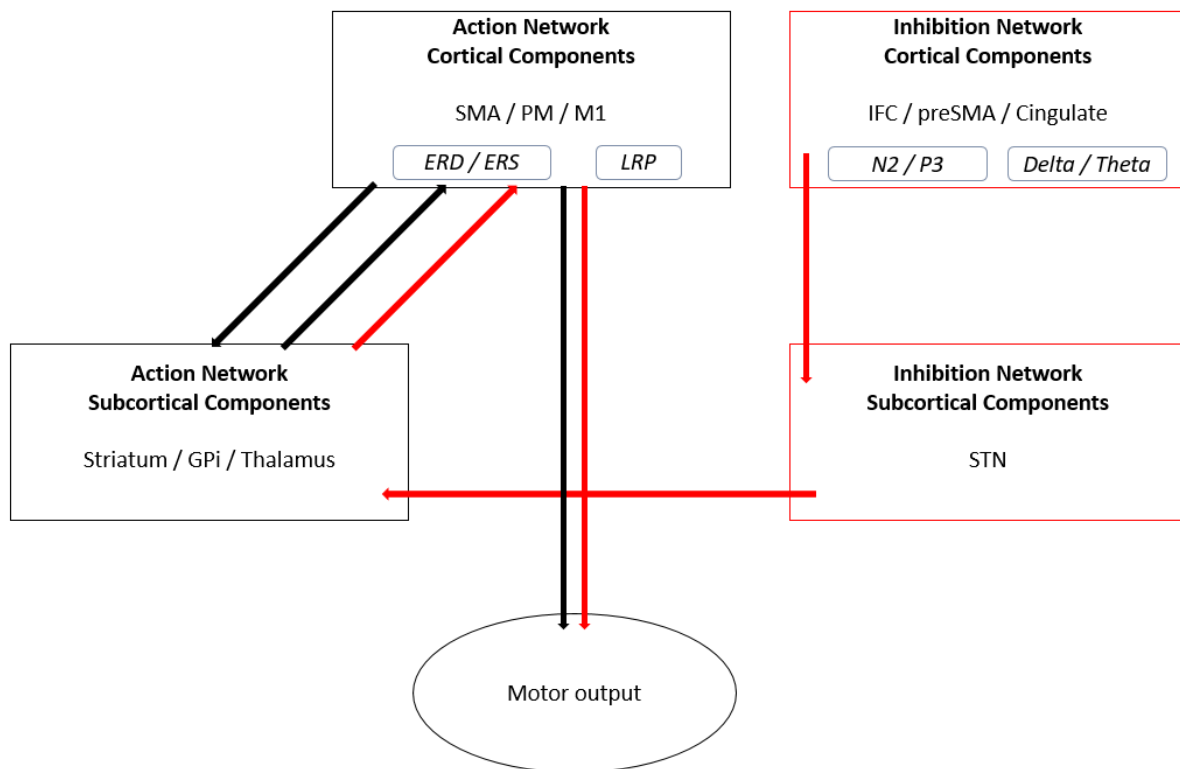 Action Network
Cortical Components
SMA / PM / M1
ERD / ERS
LRP
Inhibition Network
Cortical Components
IFC / preSMA / Cingulate
N2 / P3
Delta / Theta
Action Network
Subcortical Components
Striatum / GPi / Thalamus
Inhibition Network
Subcortical Components
STN
Motor output